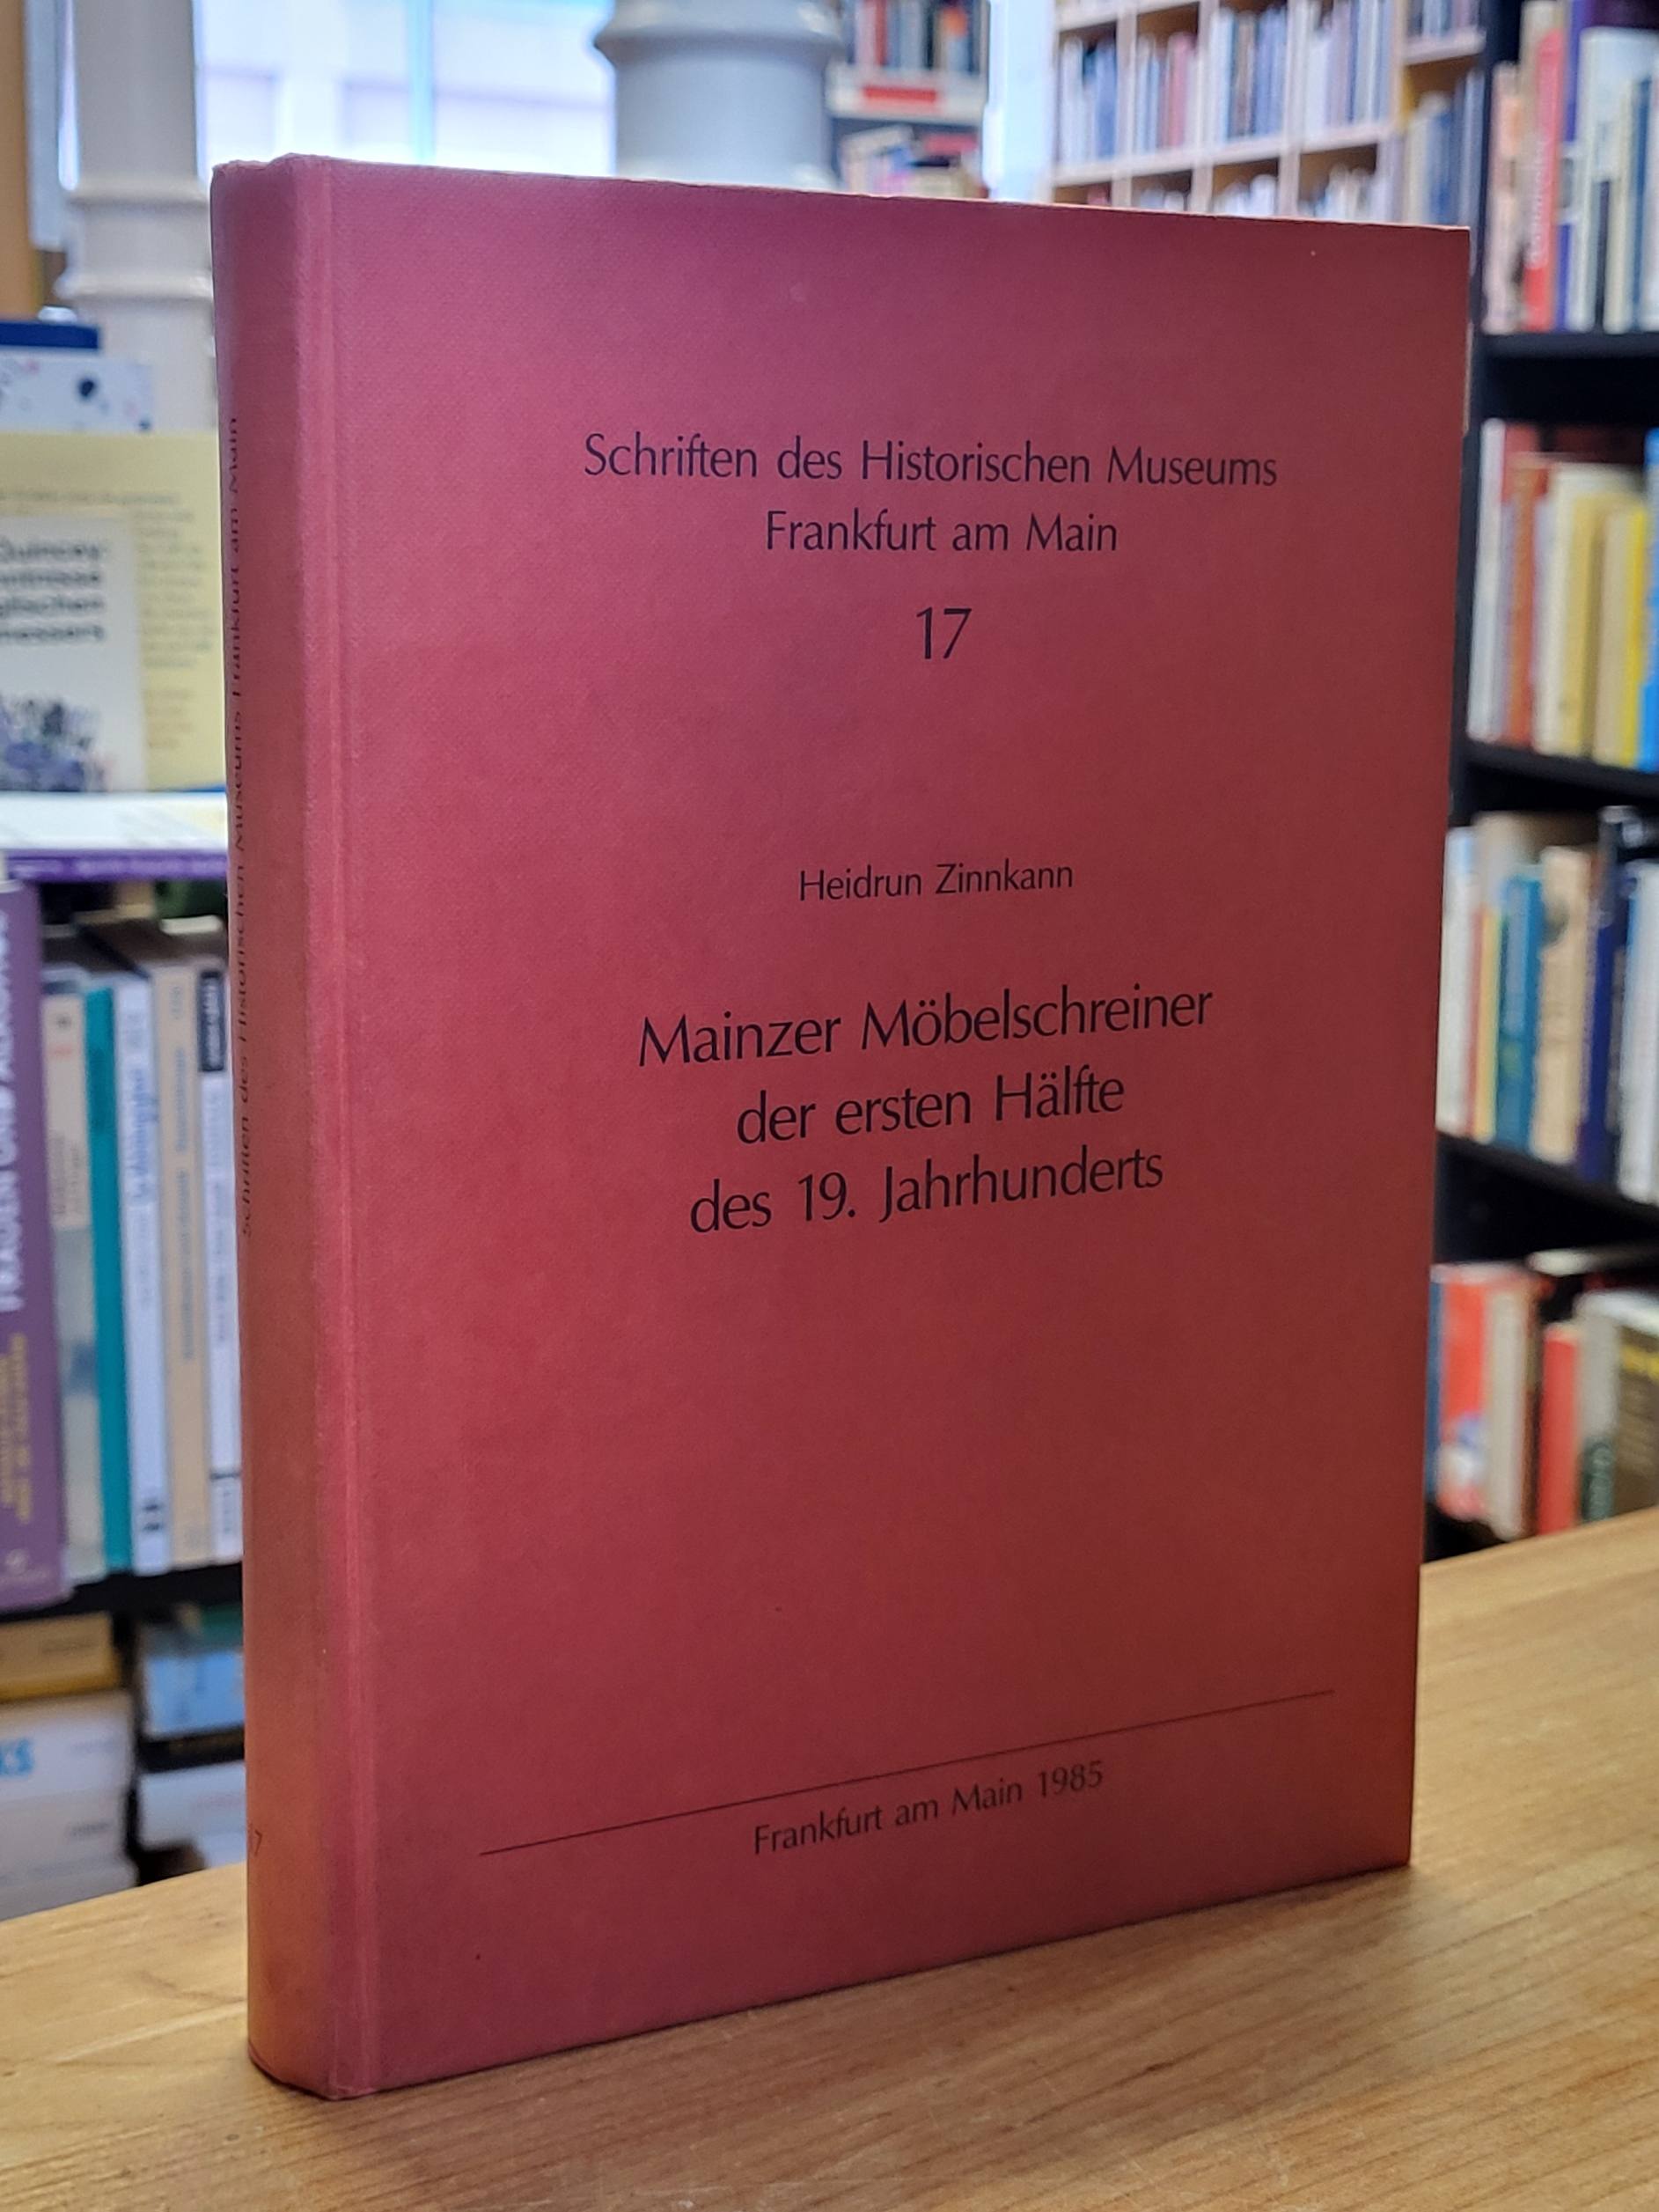 Schriften des Historischen Museums
Frankfurt am Main
17
Heidrun Zinnkann
Mainzer Möbelschreiner
der ersten Hälfte
des 19. Jahrhunderts
Frankfurt am Main 1985
Schriften des Historischen Museums Frankfurt am Main
17